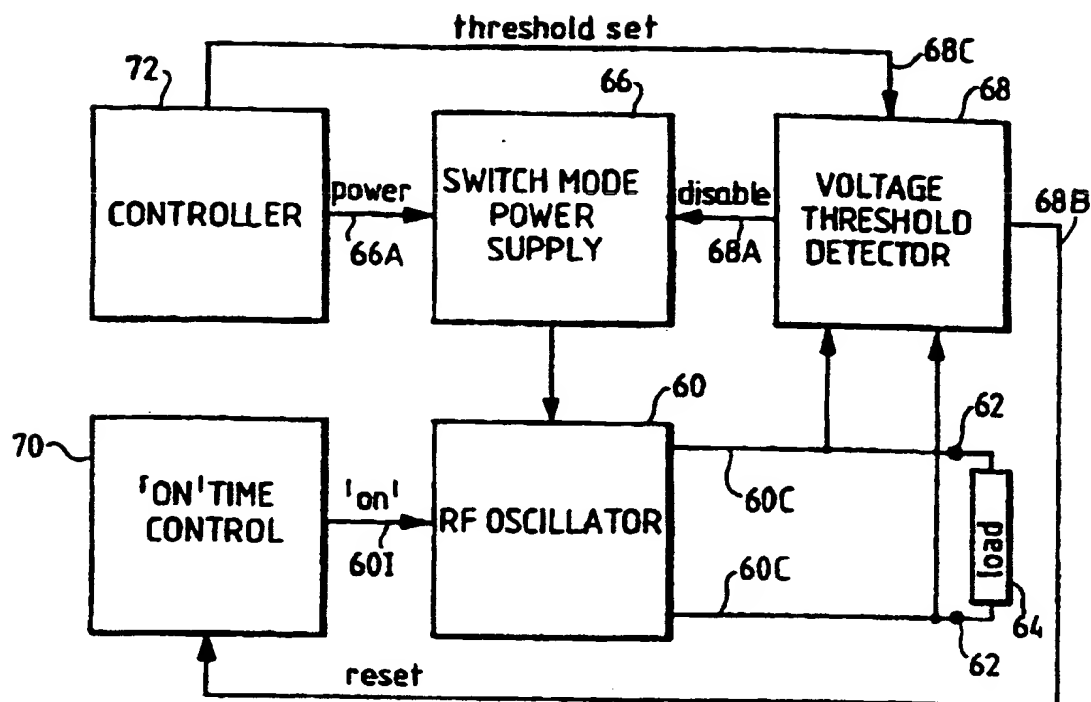 threshold set
68C
72
66
68
CONTROLLER
power
66A
SWITCH MODE
POWER
SUPPLY
disable
68A
VOLTAGE
THRESHOLD
DETECTOR
68B
60
62
70
'ON' TIME
CONTROL
'on'
60I
RF OSCILLATOR
60C
60C
load
64
62
reset